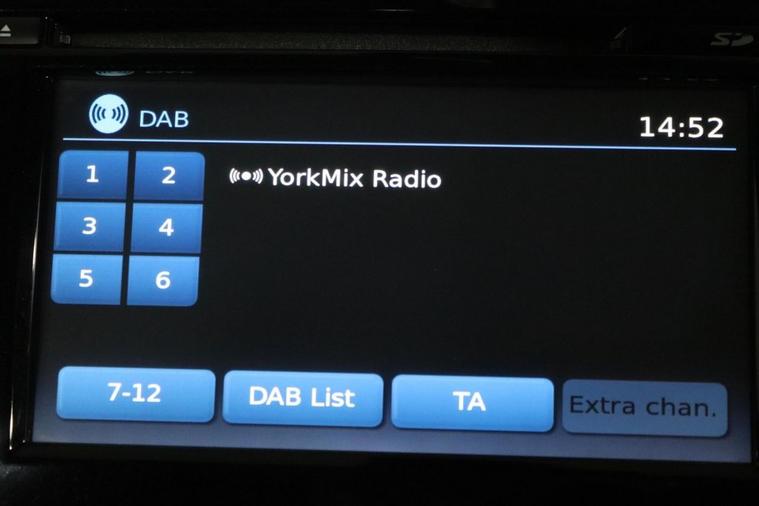 DAB
14:52
1 2
YorkMix Radio
3 4
5 6
7-12
DAB List
TA
Extra chan.